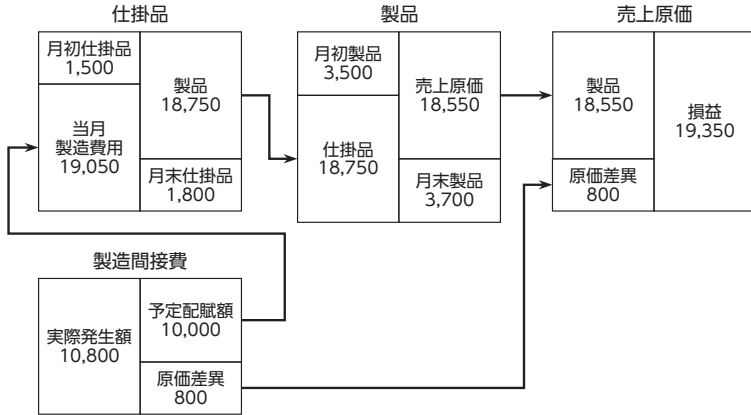 仕掛品
月初仕掛品
1,500
当月
製造費用
19,050
製品
18,750
月末仕掛品
1,800
製品
月初製品
3,500
仕掛品
18,750
売上原価
18,550
月末製品
3,700
売上原価
製品
18,550
原価差異
800
損益
19,350
製造間接費
実際発生額
10,800
予定配賦額
10,000
原価差異
800